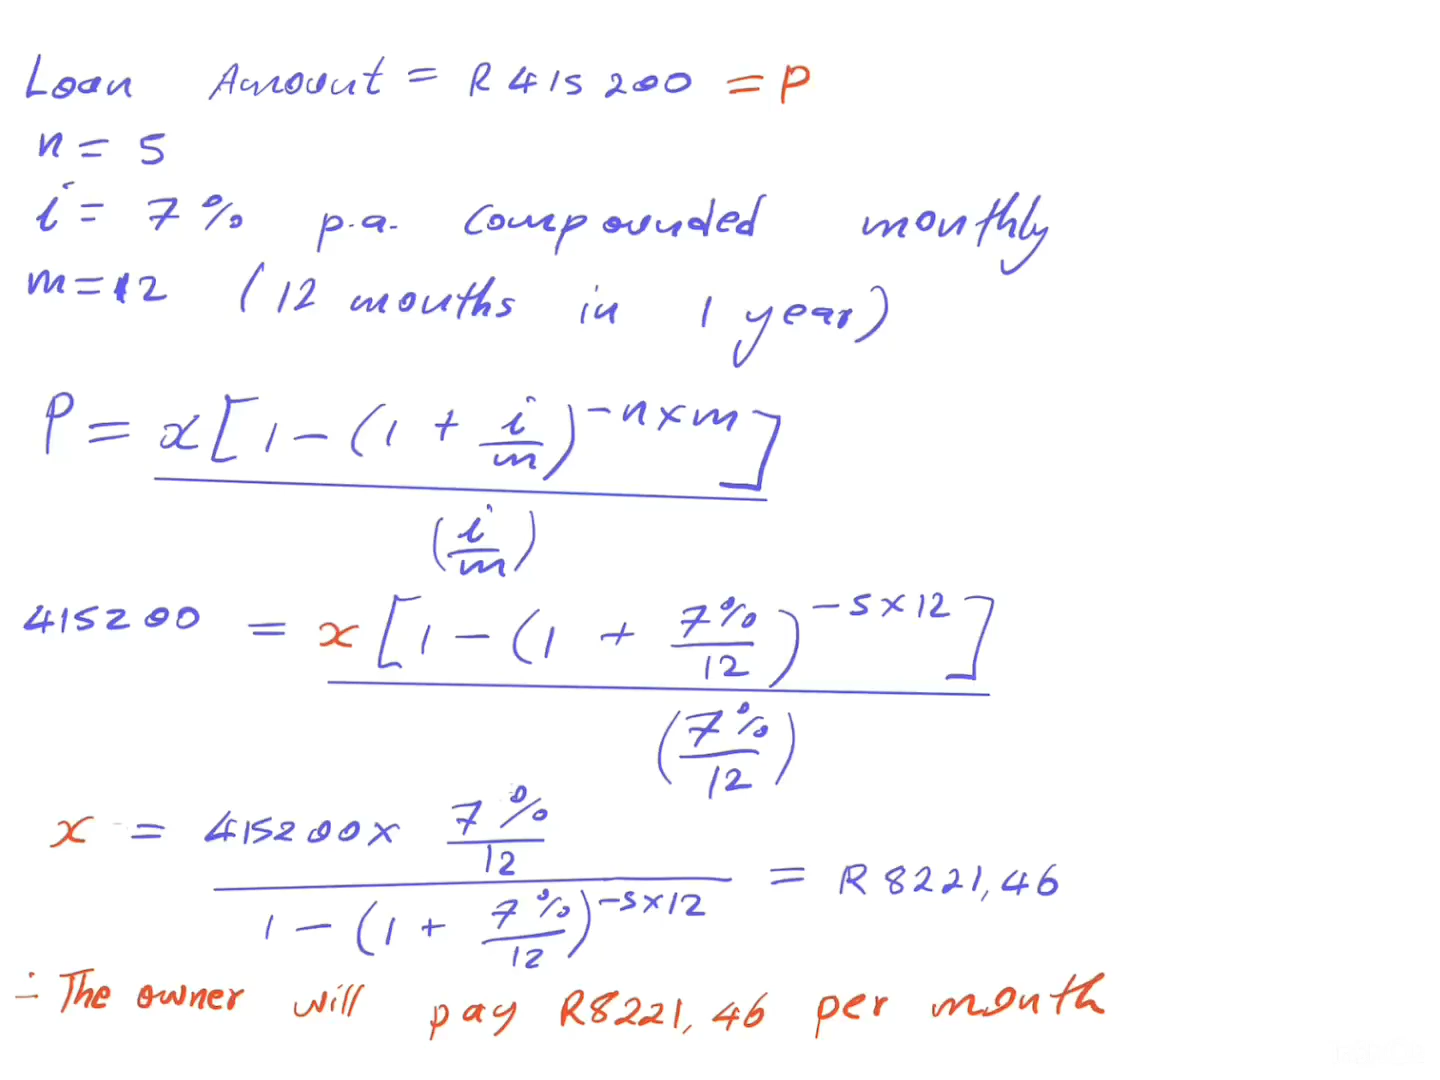 Loan Amount = R 415 200 = P
n = 5
i = 7% p.a. compounded monthly
m = 12 (12 months in 1 year)
P = x[1 - (1 + i/m)^(-n×m)] / (i/m)
415200 = x[1 - (1 + 7%/12)^(-5×12)] / (7%/12)
x = 415200 × 7%/12 / 1 - (1 + 7%/12)^(-5×12) = R 8221,46
∴ The owner will pay R8221,46 per month